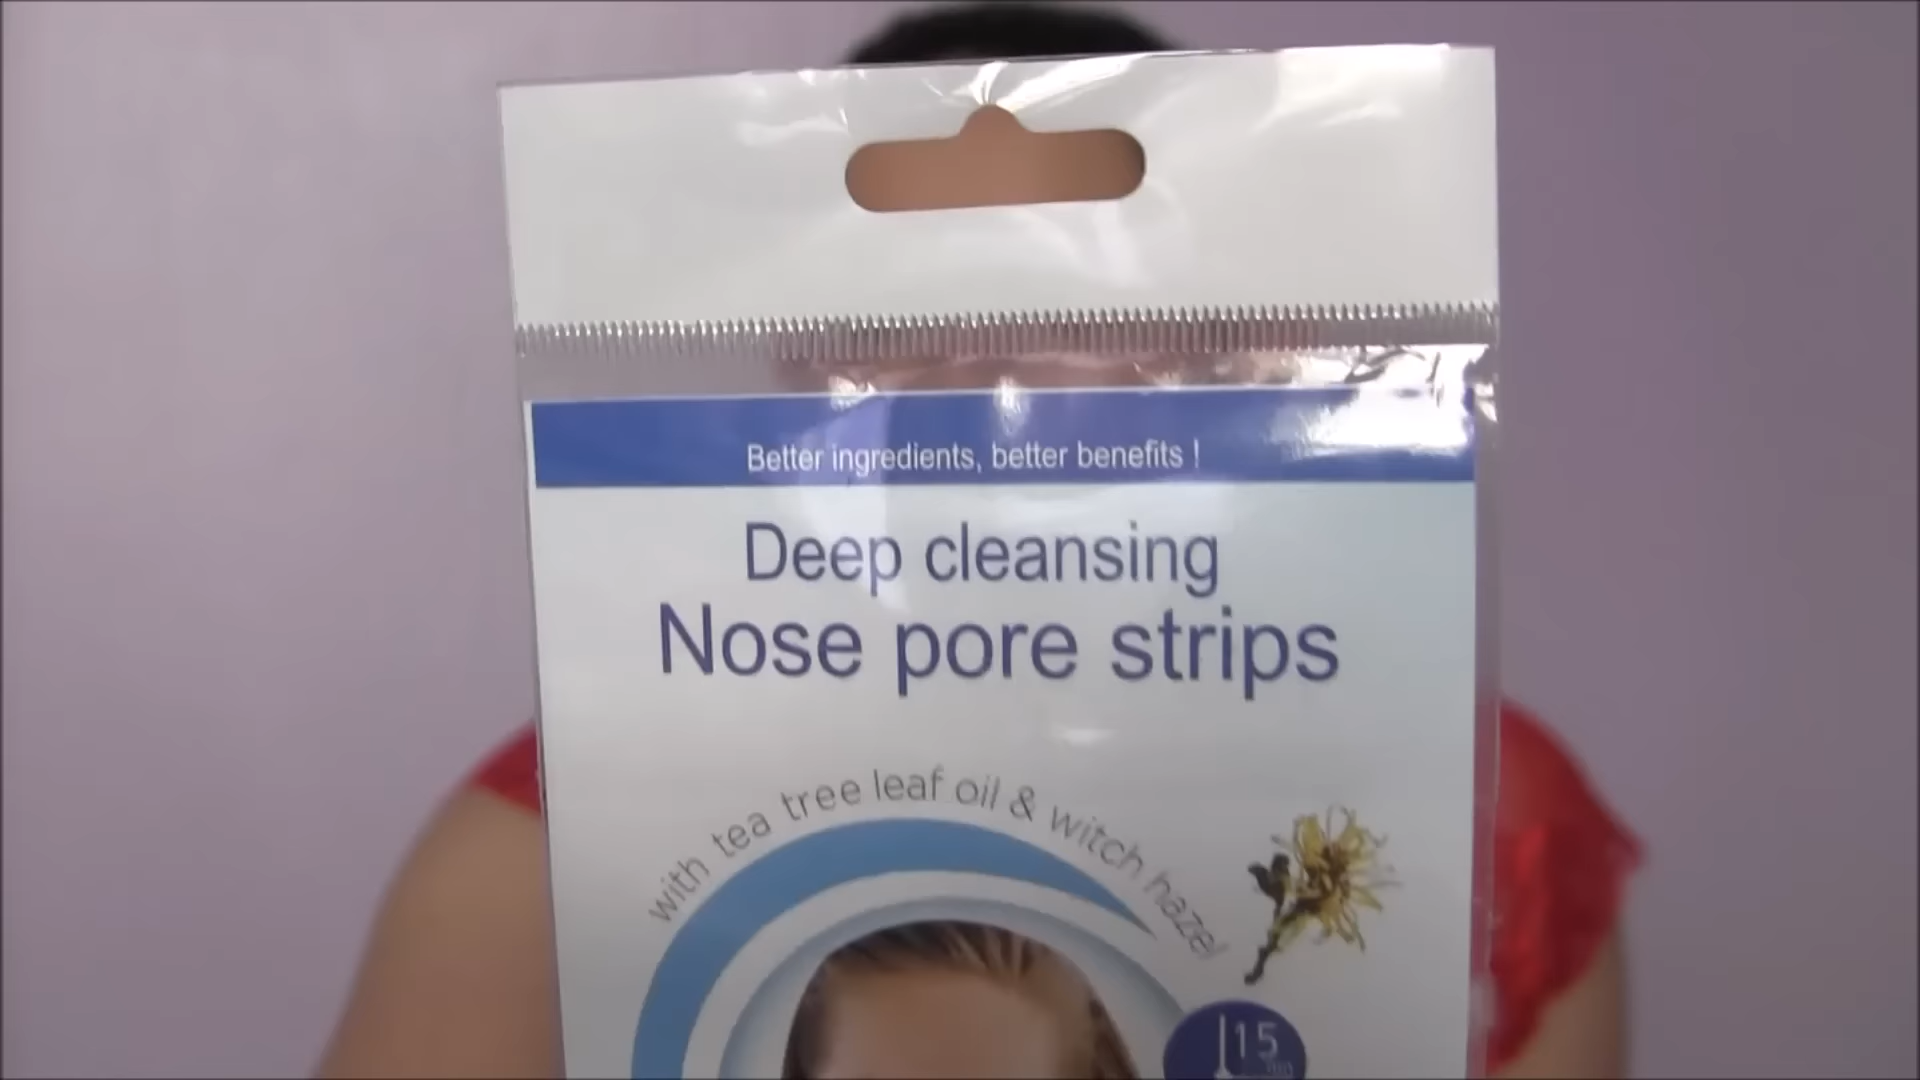 Better ingredients, better benefits !
Deep cleansing
Nose pore strips
with tea tree leaf oil & witch hazel
15